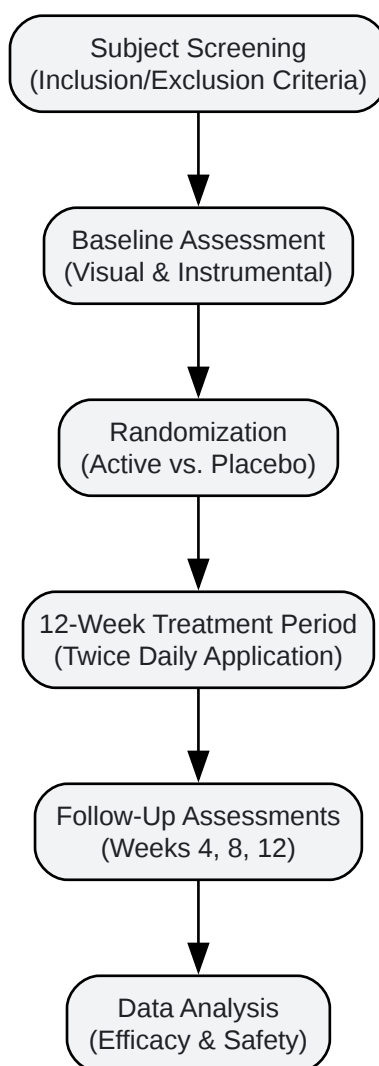 Subject Screening
(Inclusion/Exclusion Criteria)
Baseline Assessment
(Visual & Instrumental)
Randomization
(Active vs. Placebo)
12-Week Treatment Period
(Twice Daily Application)
Follow-Up Assessments
(Weeks 4, 8, 12)
Data Analysis
(Efficacy & Safety)